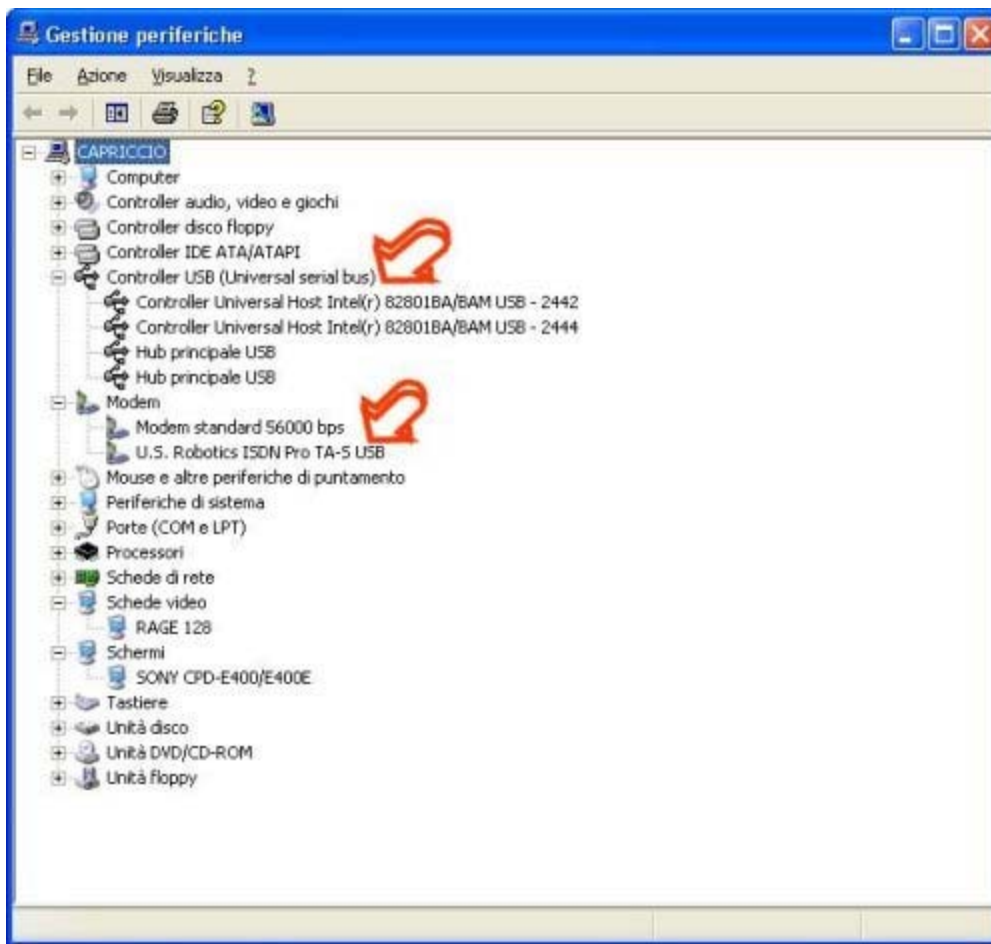 Gestione periferiche
File Azione Visualizza ?
CAPRICCIO
Computer
Controller audio, video e giochi
Controller disco floppy
Controller IDE ATA/ATAPI
Controller USB (Universal serial bus)
Controller Universal Host Intel(r) 82801BA/BAM USB - 2442
Controller Universal Host Intel(r) 82801BA/BAM USB - 2444
Hub principale USB
Hub principale USB
Modem
Modem standard 56000 bps
U.S. Robotics ISDN Pro TA-S USB
Mouse e altre periferiche di puntamento
Periferiche di sistema
Porte (COM e LPT)
Processori
Schede di rete
Schede video
RAGE 128
Schermi
SONY CPD-E400/E400E
Tastiere
Unità disco
Unità DVD/CD-ROM
Unità floppy